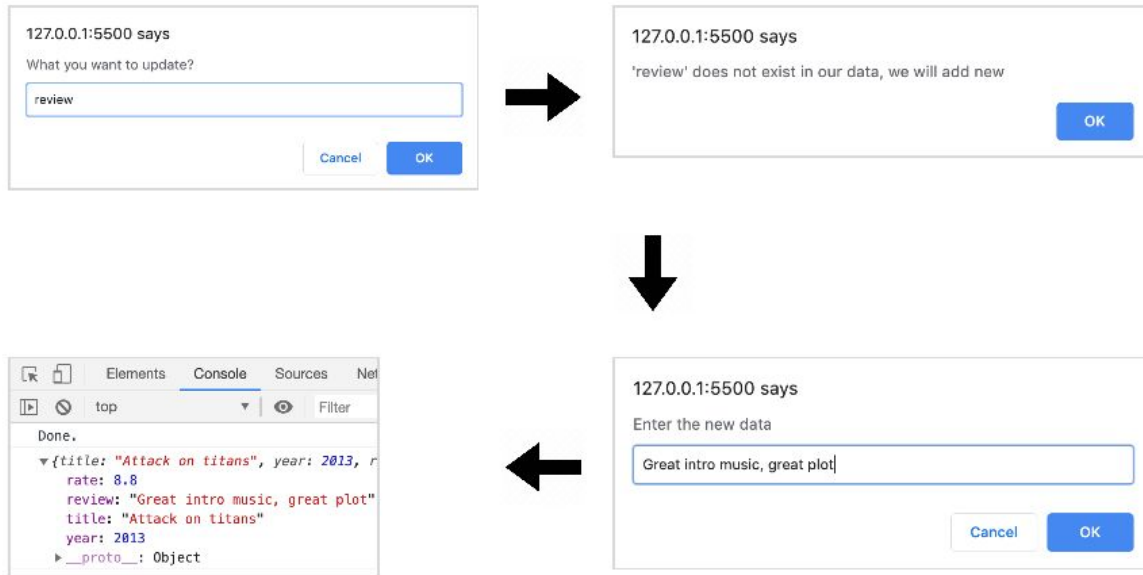 127.0.0.1:5500 says
What you want to update?
review
Cancel OK
127.0.0.1:5500 says
'review' does not exist in our data, we will add new
OK
127.0.0.1:5500 says
Enter the new data
Great intro music, great plot
Cancel OK
Elements Console Sources Net
top Filter
Done.
{title: "Attack on titans", year: 2013, r
rate: 8.8
review: "Great intro music, great plot"
title: "Attack on titans"
year: 2013
__proto__: Object